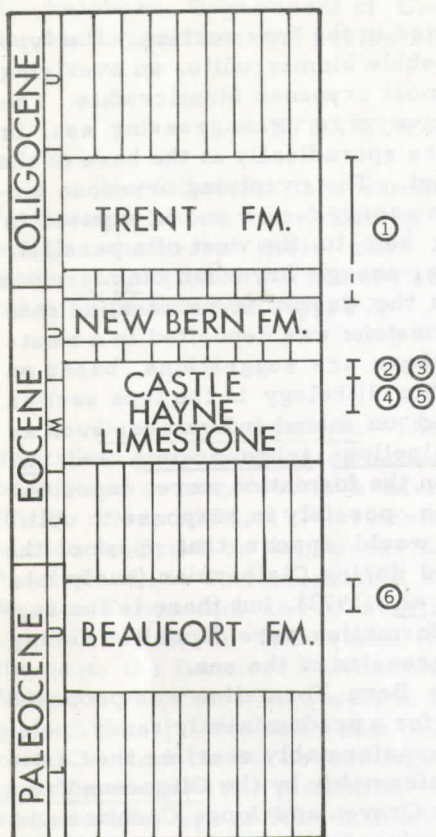 OLIGOCENE
TRENT FM.
①
EOCENE
U
NEW BERN FM.
M
CASTLE
HAYNE
LIMESTONE
② ③
④ ⑤
PALEOCENE
BEAUFORT FM.
⑥